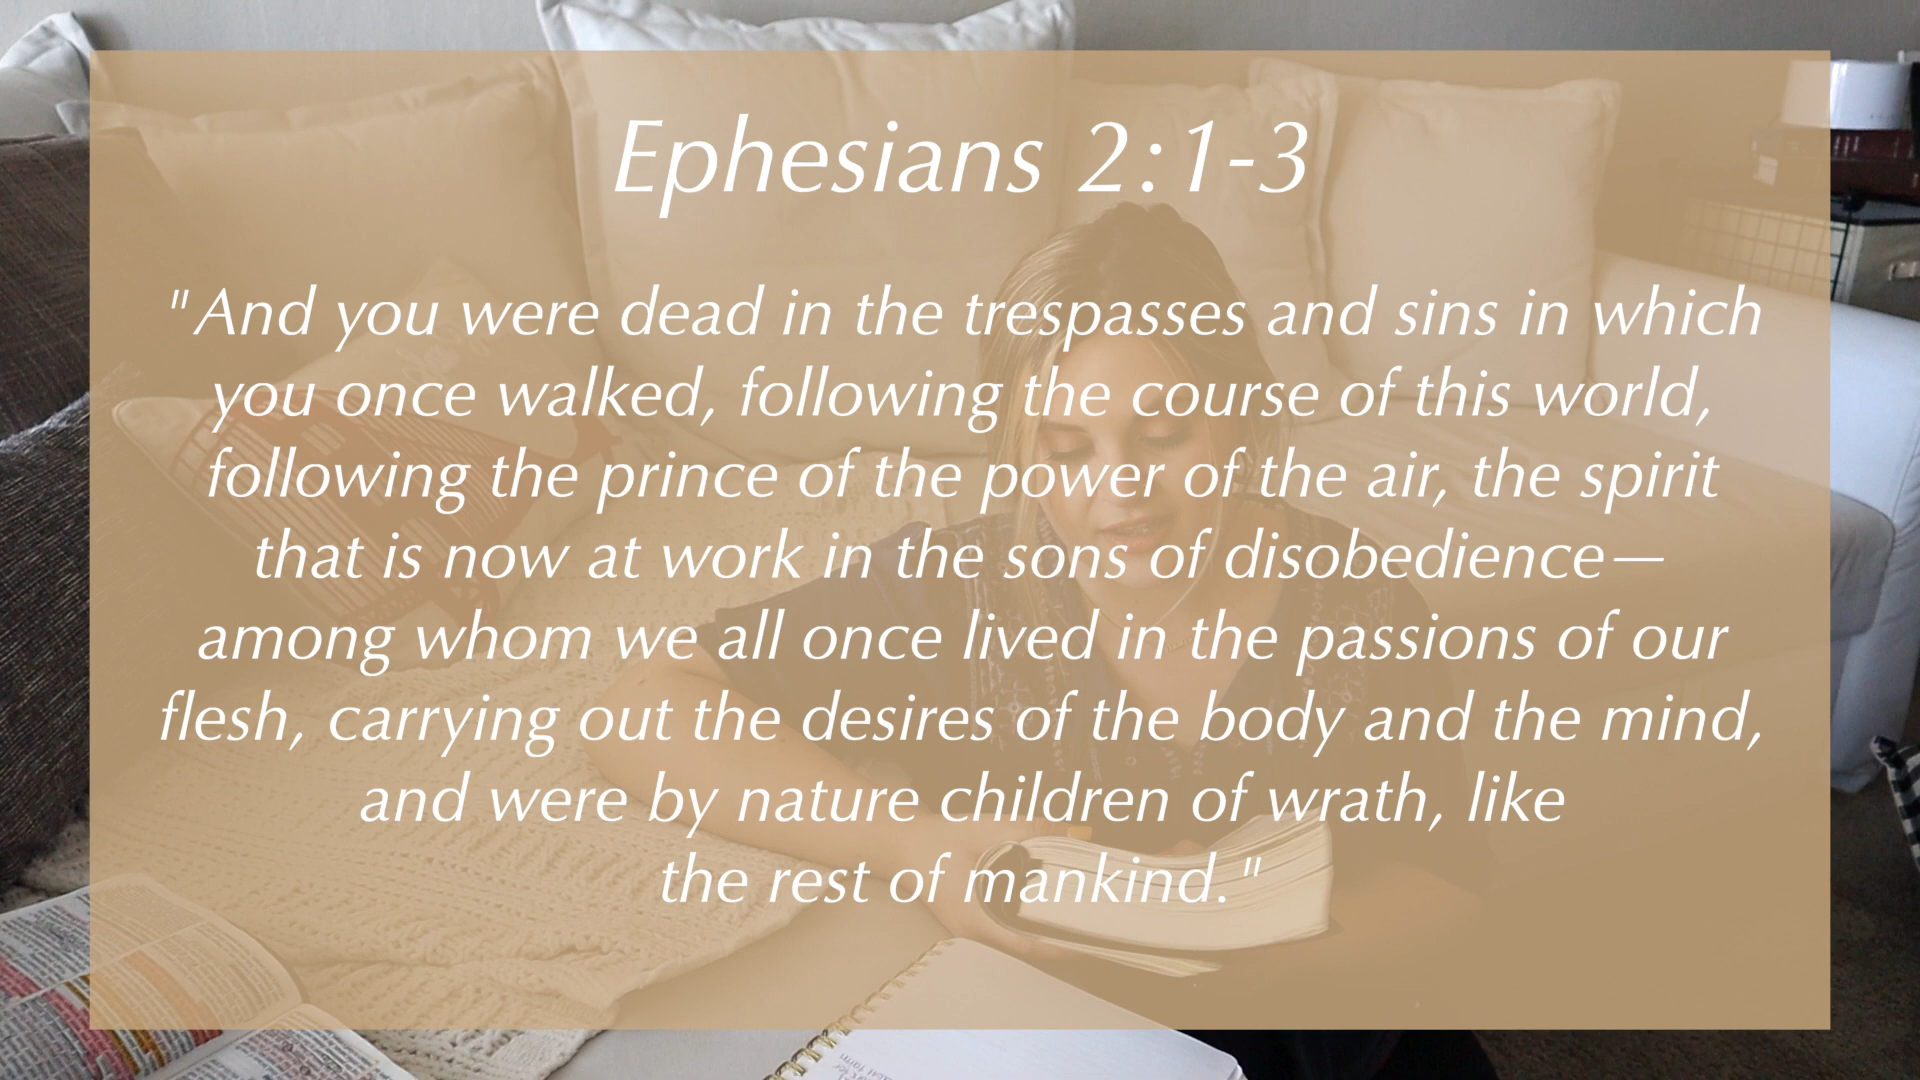 Ephesians 2:1-3
"And you were dead in the trespasses and sins in which
you once walked, following the course of this world,
following the prince of the power of the air, the spirit
that is now at work in the sons of disobedience—
among whom we all once lived in the passions of our
flesh, carrying out the desires of the body and the mind,
and were by nature children of wrath, like
the rest of mankind."